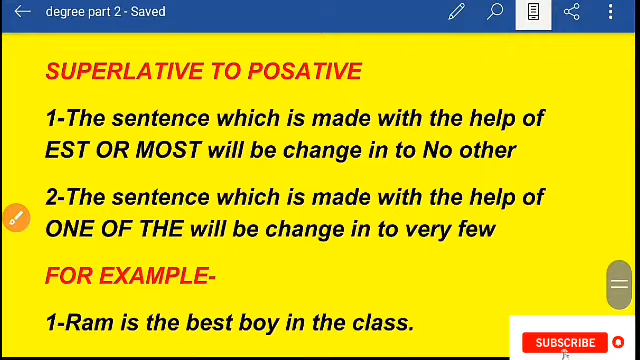 degree part 2 - Saved
SUPERLATIVE TO POSATIVE
1-The sentence which is made with the help of
EST OR MOST will be change in to No other
2-The sentence which is made with the help of
ONE OF THE will be change in to very few
FOR EXAMPLE-
1-Ram is the best boy in the class.
SUBSCRIBE